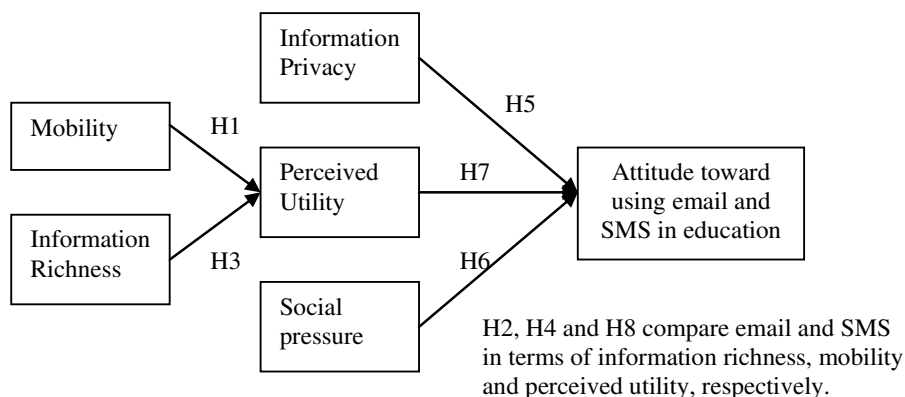 Information
Privacy
H5
Mobility
H1
Perceived
Utility
H7
Attitude toward
using email and
SMS in education
Information
Richness
H3
H6
Social
pressure
H2, H4 and H8 compare email and SMS
in terms of information richness, mobility
and perceived utility, respectively.